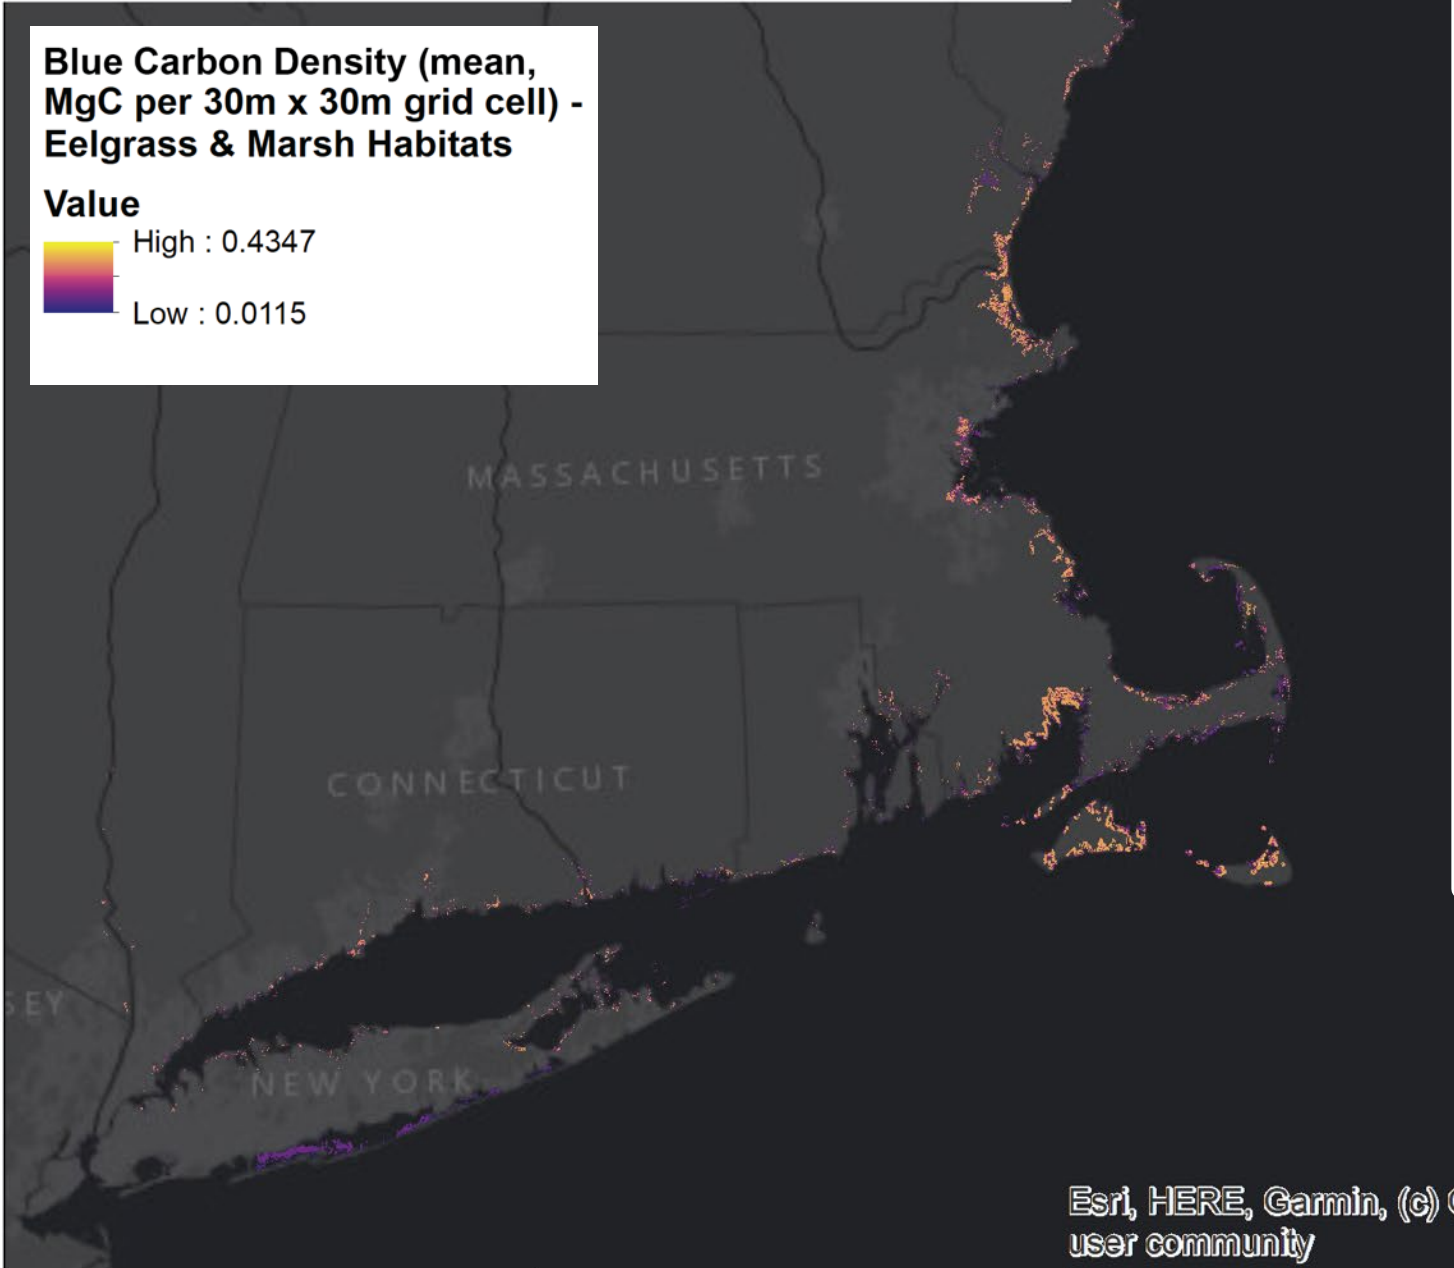 Blue Carbon Density (mean,
MgC per 30m x 30m grid cell) -
Eelgrass & Marsh Habitats
Value
High : 0.4347
Low : 0.0115
MASSACHUSETTS
CONNECTICUT
SEY
NEW YORK
Esri, HERE, Garmin, (c)
user community